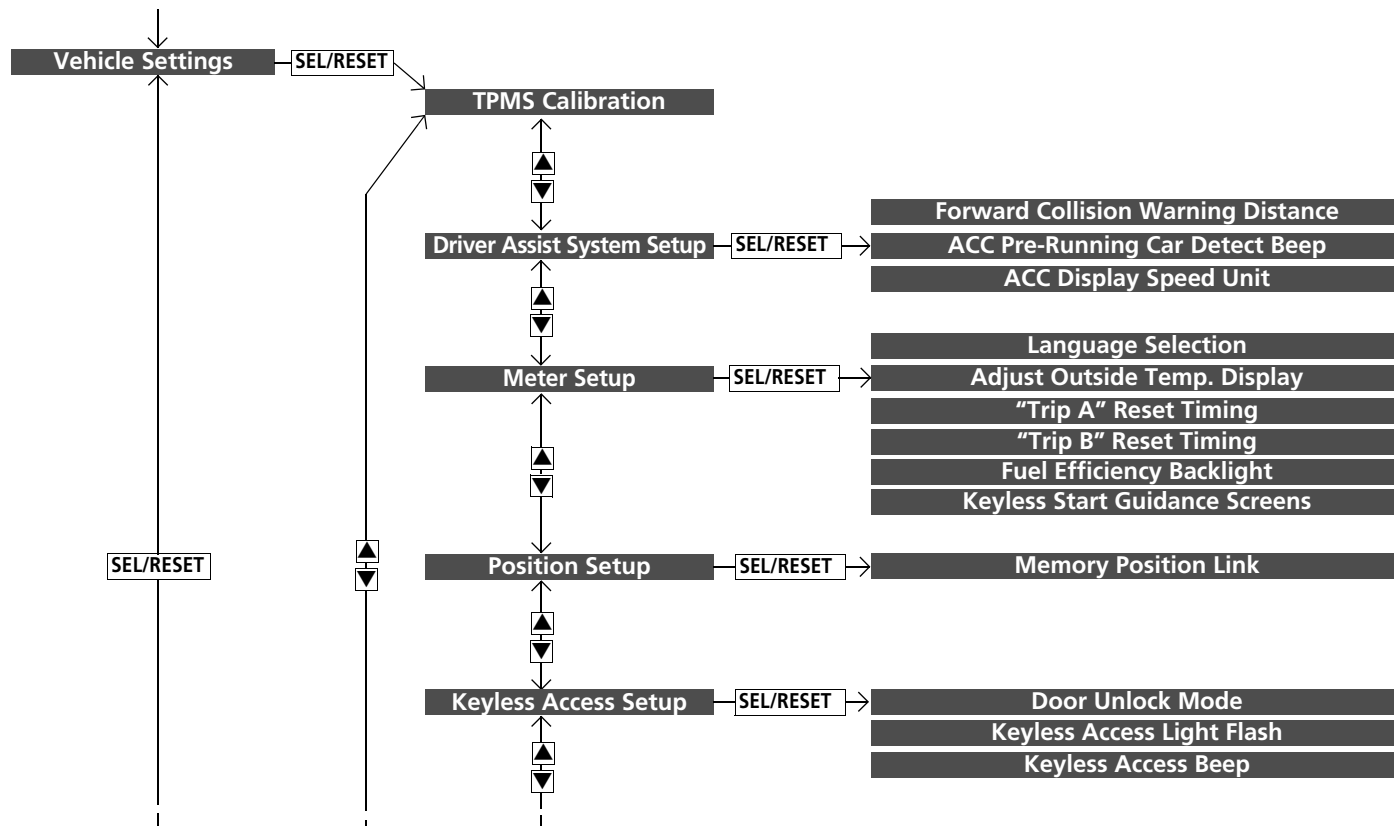 Vehicle Settings
SEL/RESET
TPMS Calibration
▲
▼
Driver Assist System Setup
SEL/RESET
Forward Collision Warning Distance
ACC Pre-Running Car Detect Beep
ACC Display Speed Unit
▲
▼
Meter Setup
SEL/RESET
Language Selection
Adjust Outside Temp. Display
“Trip A” Reset Timing
“Trip B” Reset Timing
Fuel Efficiency Backlight
Keyless Start Guidance Screens
▲
▼
SEL/RESET
▲
▼
Position Setup
SEL/RESET
Memory Position Link
▲
▼
Keyless Access Setup
SEL/RESET
Door Unlock Mode
Keyless Access Light Flash
Keyless Access Beep
▲
▼